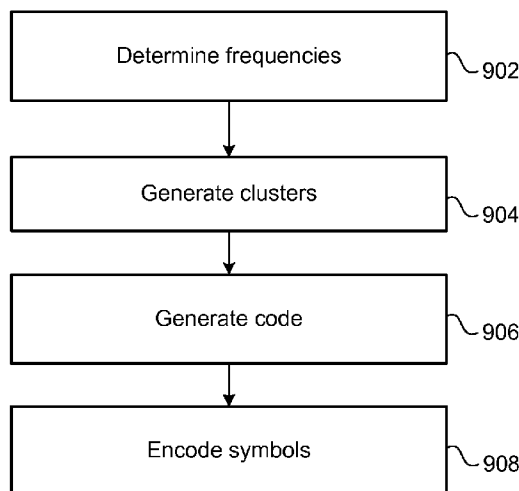 Determine frequencies
902
Generate clusters
904
Generate code
906
Encode symbols
908